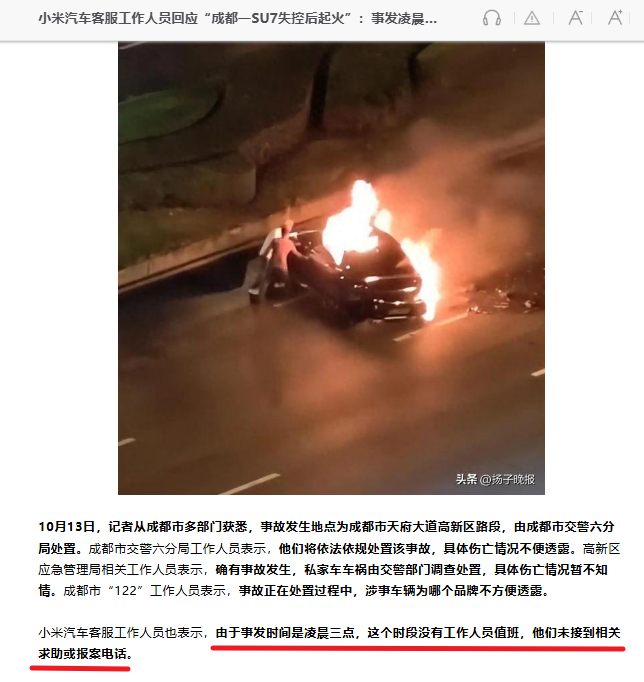 小米汽车客服工作人员回应“成都一SU7失控后起火”：事发凌晨三...
头条 @扬子晚报
10月13日，记者从成都市多部门获悉，事故发生地点为成都市天府大道高新区路段，由成都市交警六分
局处置。成都市交警六分局工作人员表示，他们将依法依规处置该事故，具体伤亡情况不便透露。高新区
应急管理局相关工作人员表示，确有事故发生，私家车车祸由交警部门调查处置，具体伤亡情况暂不知
情。成都市“122”工作人员表示，事故正在处置过程中，涉事车辆为哪个品牌不方便透露。
小米汽车客服工作人员也表示，由于事发时间是凌晨三点，这个时段没有工作人员值班，他们未接到相关
求助或报案电话。